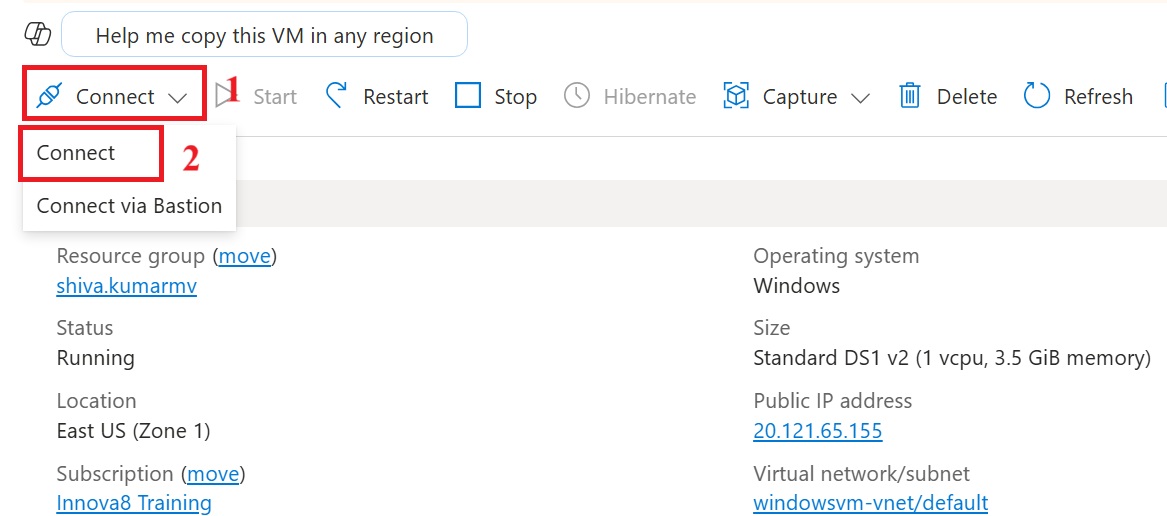 Help me copy this VM in any region
Connect 1 Start Restart Stop Hibernate Capture Delete Refresh
Connect 2
Connect via Bastion
Resource group (move)
shiva.kumarmv
Operating system
Windows
Status
Running
Size
Standard DS1 v2 (1 vcpu, 3.5 GiB memory)
Location
East US (Zone 1)
Public IP address
20.121.65.155
Subscription (move)
Innova8 Training
Virtual network/subnet
windowsvm-vnet/default